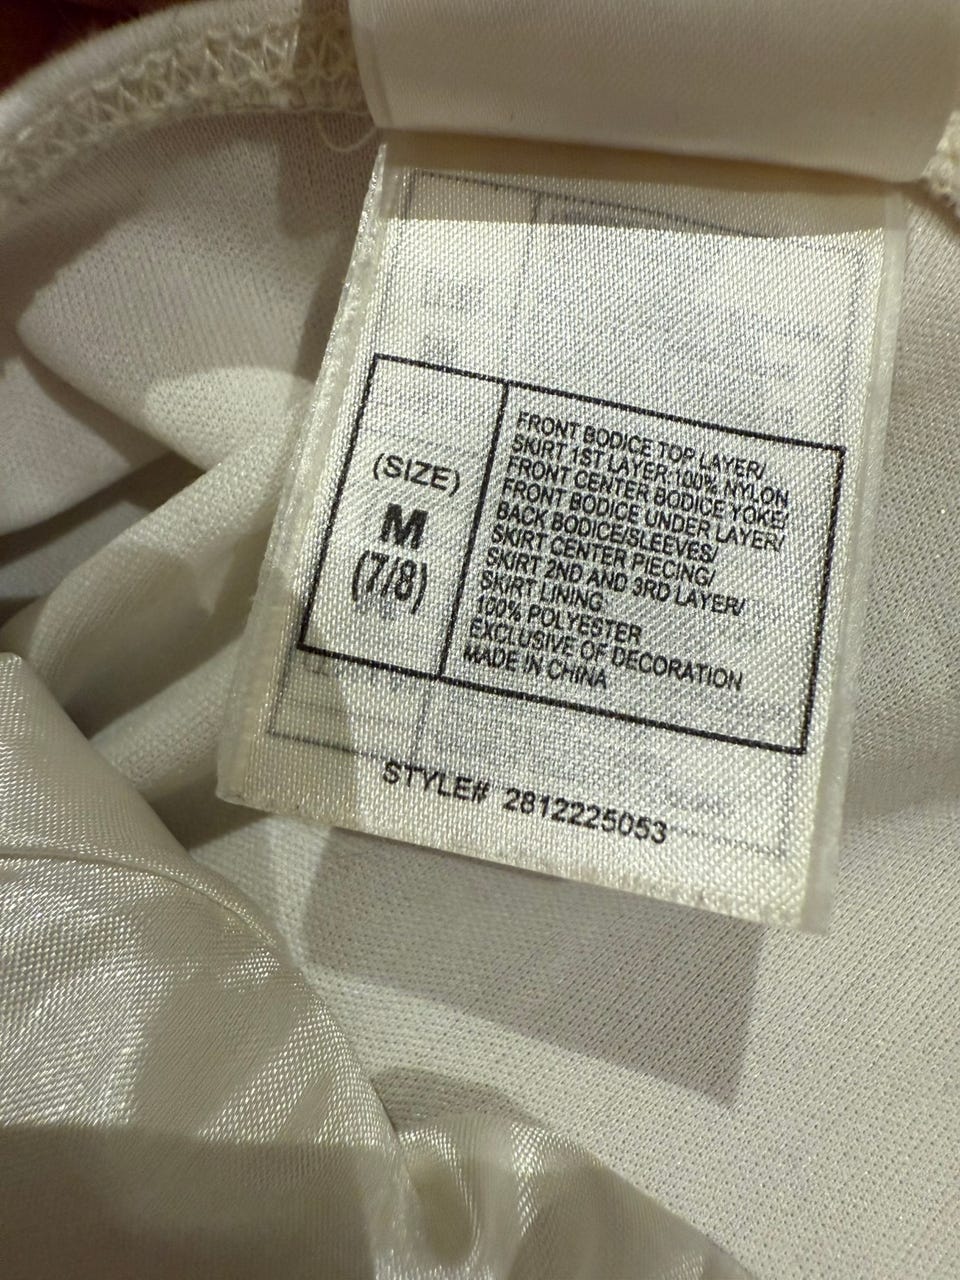 (SIZE)
M
(7/8)
FRONT BODICE TOP LAYER/
SKIRT 1ST LAYER:100% NYLON
FRONT CENTER BODICE YOKE/
FRONT BODICE UNDER LAYER/
BACK BODICE/SLEEVES/
SKIRT CENTER PIECING/
SKIRT 2ND AND 3RD LAYER/
SKIRT LINING:
100% POLYESTER
EXCLUSIVE OF DECORATION
MADE IN CHINA
STYLE# 2812225053